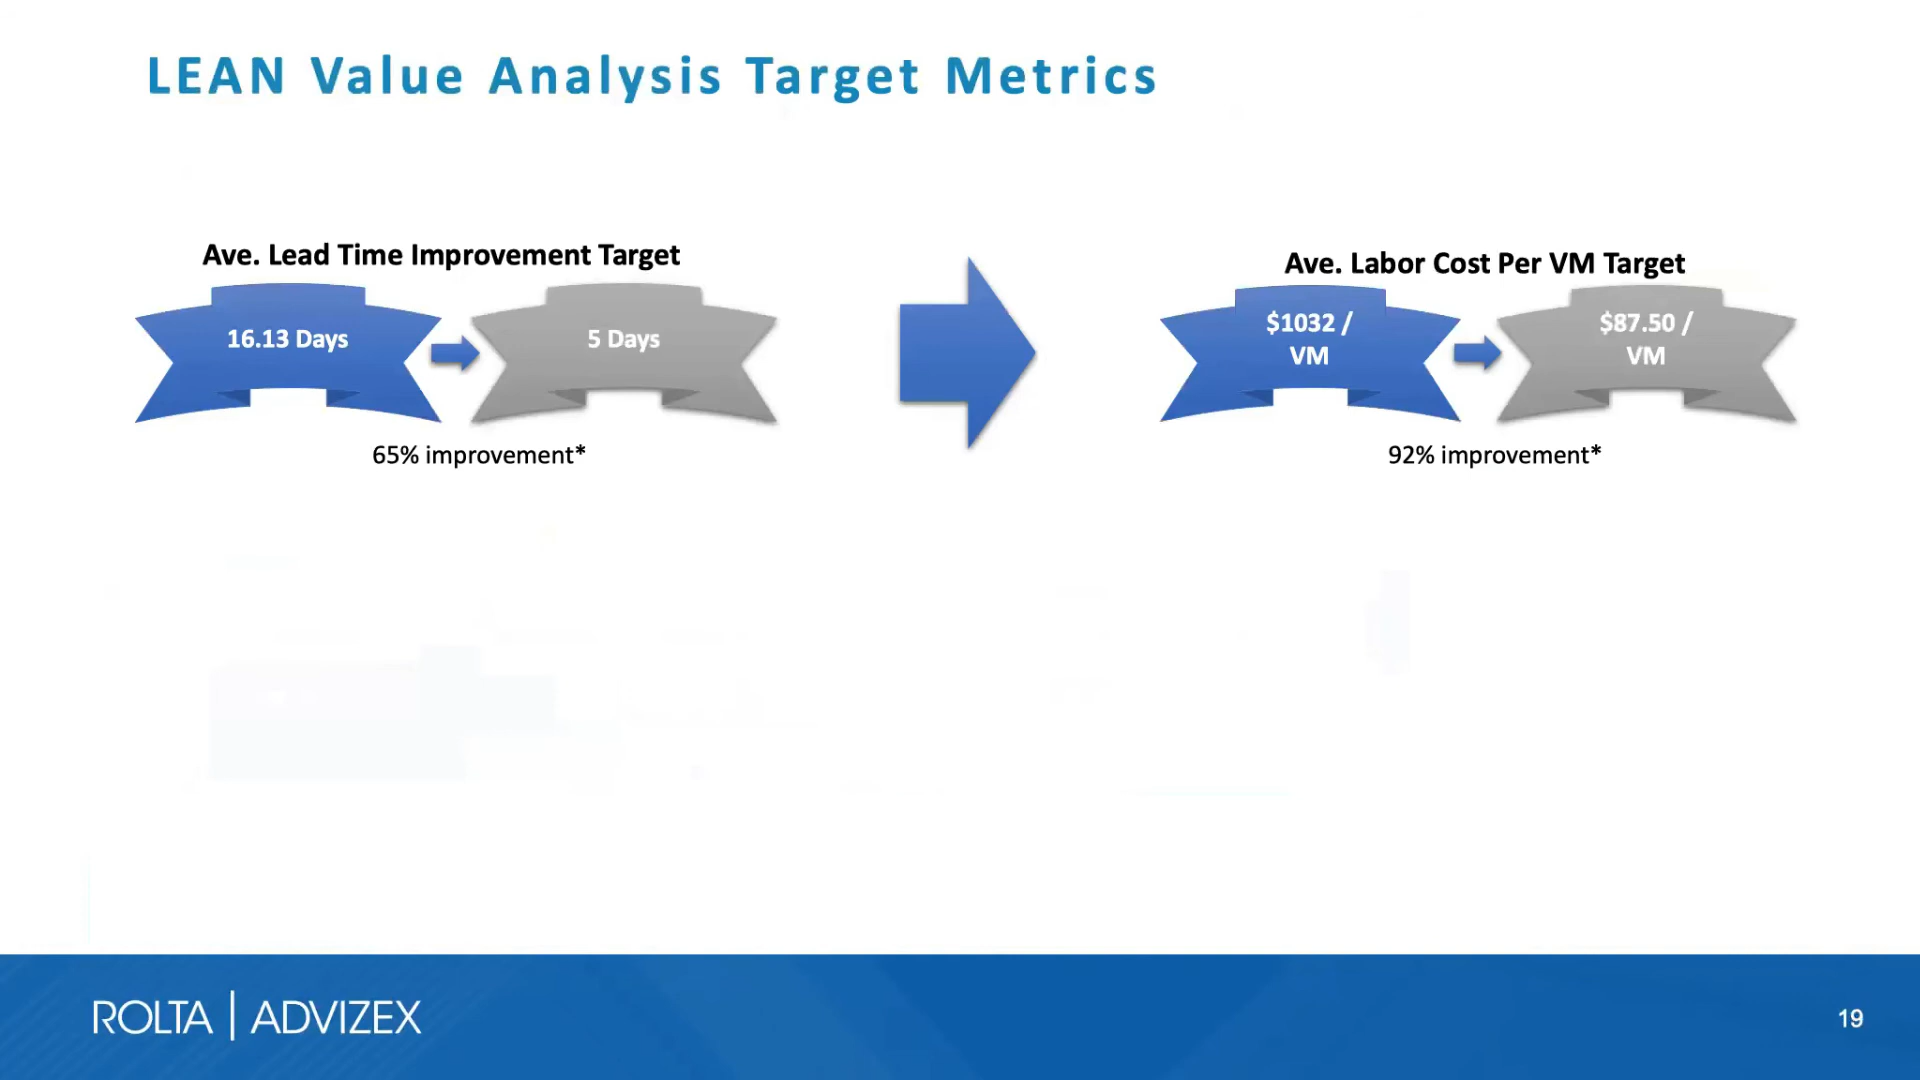 LEAN Value Analysis Target Metrics
Ave. Lead Time Improvement Target
16.13 Days
5 Days
65% improvement*
Ave. Labor Cost Per VM Target
$1032 /
VM
$87.50 /
VM
92% improvement*
ROLTA | ADVIZEX
19